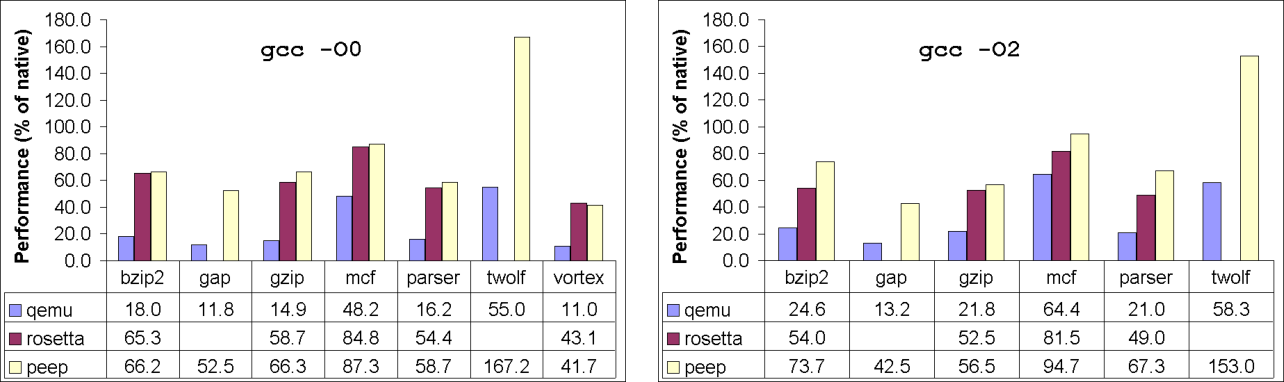 gcc -O0
Performance (% of native)
180.0
160.0
140.0
120.0
100.0
80.0
60.0
40.0
20.0
0.0
bzip2 gap gzip mcf parser twolf vortex
qemu 18.0 11.8 14.9 48.2 16.2 55.0 11.0
rosetta 65.3 58.7 84.8 54.4 43.1
peep 66.2 52.5 66.3 87.3 58.7 167.2 41.7
gcc -O2
Performance (% of native)
180.0
160.0
140.0
120.0
100.0
80.0
60.0
40.0
20.0
0.0
bzip2 gap gzip mcf parser twolf
qemu 24.6 13.2 21.8 64.4 21.0 58.3
rosetta 54.0 52.5 81.5 49.0
peep 73.7 42.5 56.5 94.7 67.3 153.0